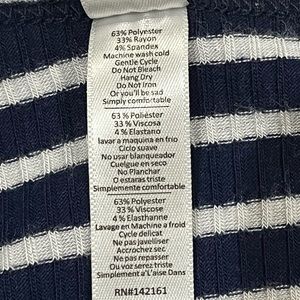 63% Polyester
33% Rayon
4% Spandex
Machine wash cold
Gentle Cycle
Do Not Bleach
Hang Dry
Do Not Iron
Or you'll be sad
Simply comfortable
63 % Poliéster
33 % Viscosa
4 % Elastano
lavar a maquina en frio
Ciclo suave
No usar blanqueador
Cuelgue en seco
No Planchar
O estaras triste
Simplemente comfortable
63 % Polyester
33 % Viscose
4 % Elasthanne
Lavage en Machine a froid
Cycle delicat
Ne pas javeliser
Accrochez sec
Ne pas repasser
Ou voz serez triste
Simplement a'L'aise Dans
RN#142161